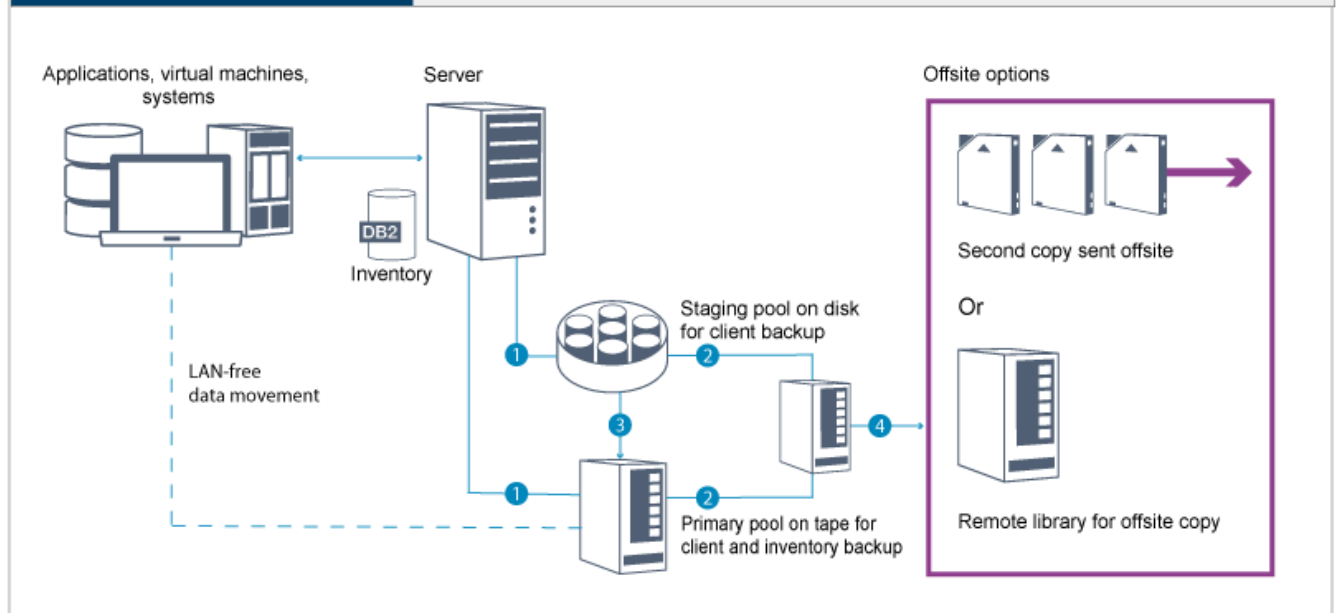 Applications, virtual machines,
systems
Server
Offsite options
DB2
Inventory
Second copy sent offsite
Staging pool on disk
for client backup
Or
1
2
LAN-free
data movement
3
4
1
2
Primary pool on tape for
client and inventory backup
Remote library for offsite copy